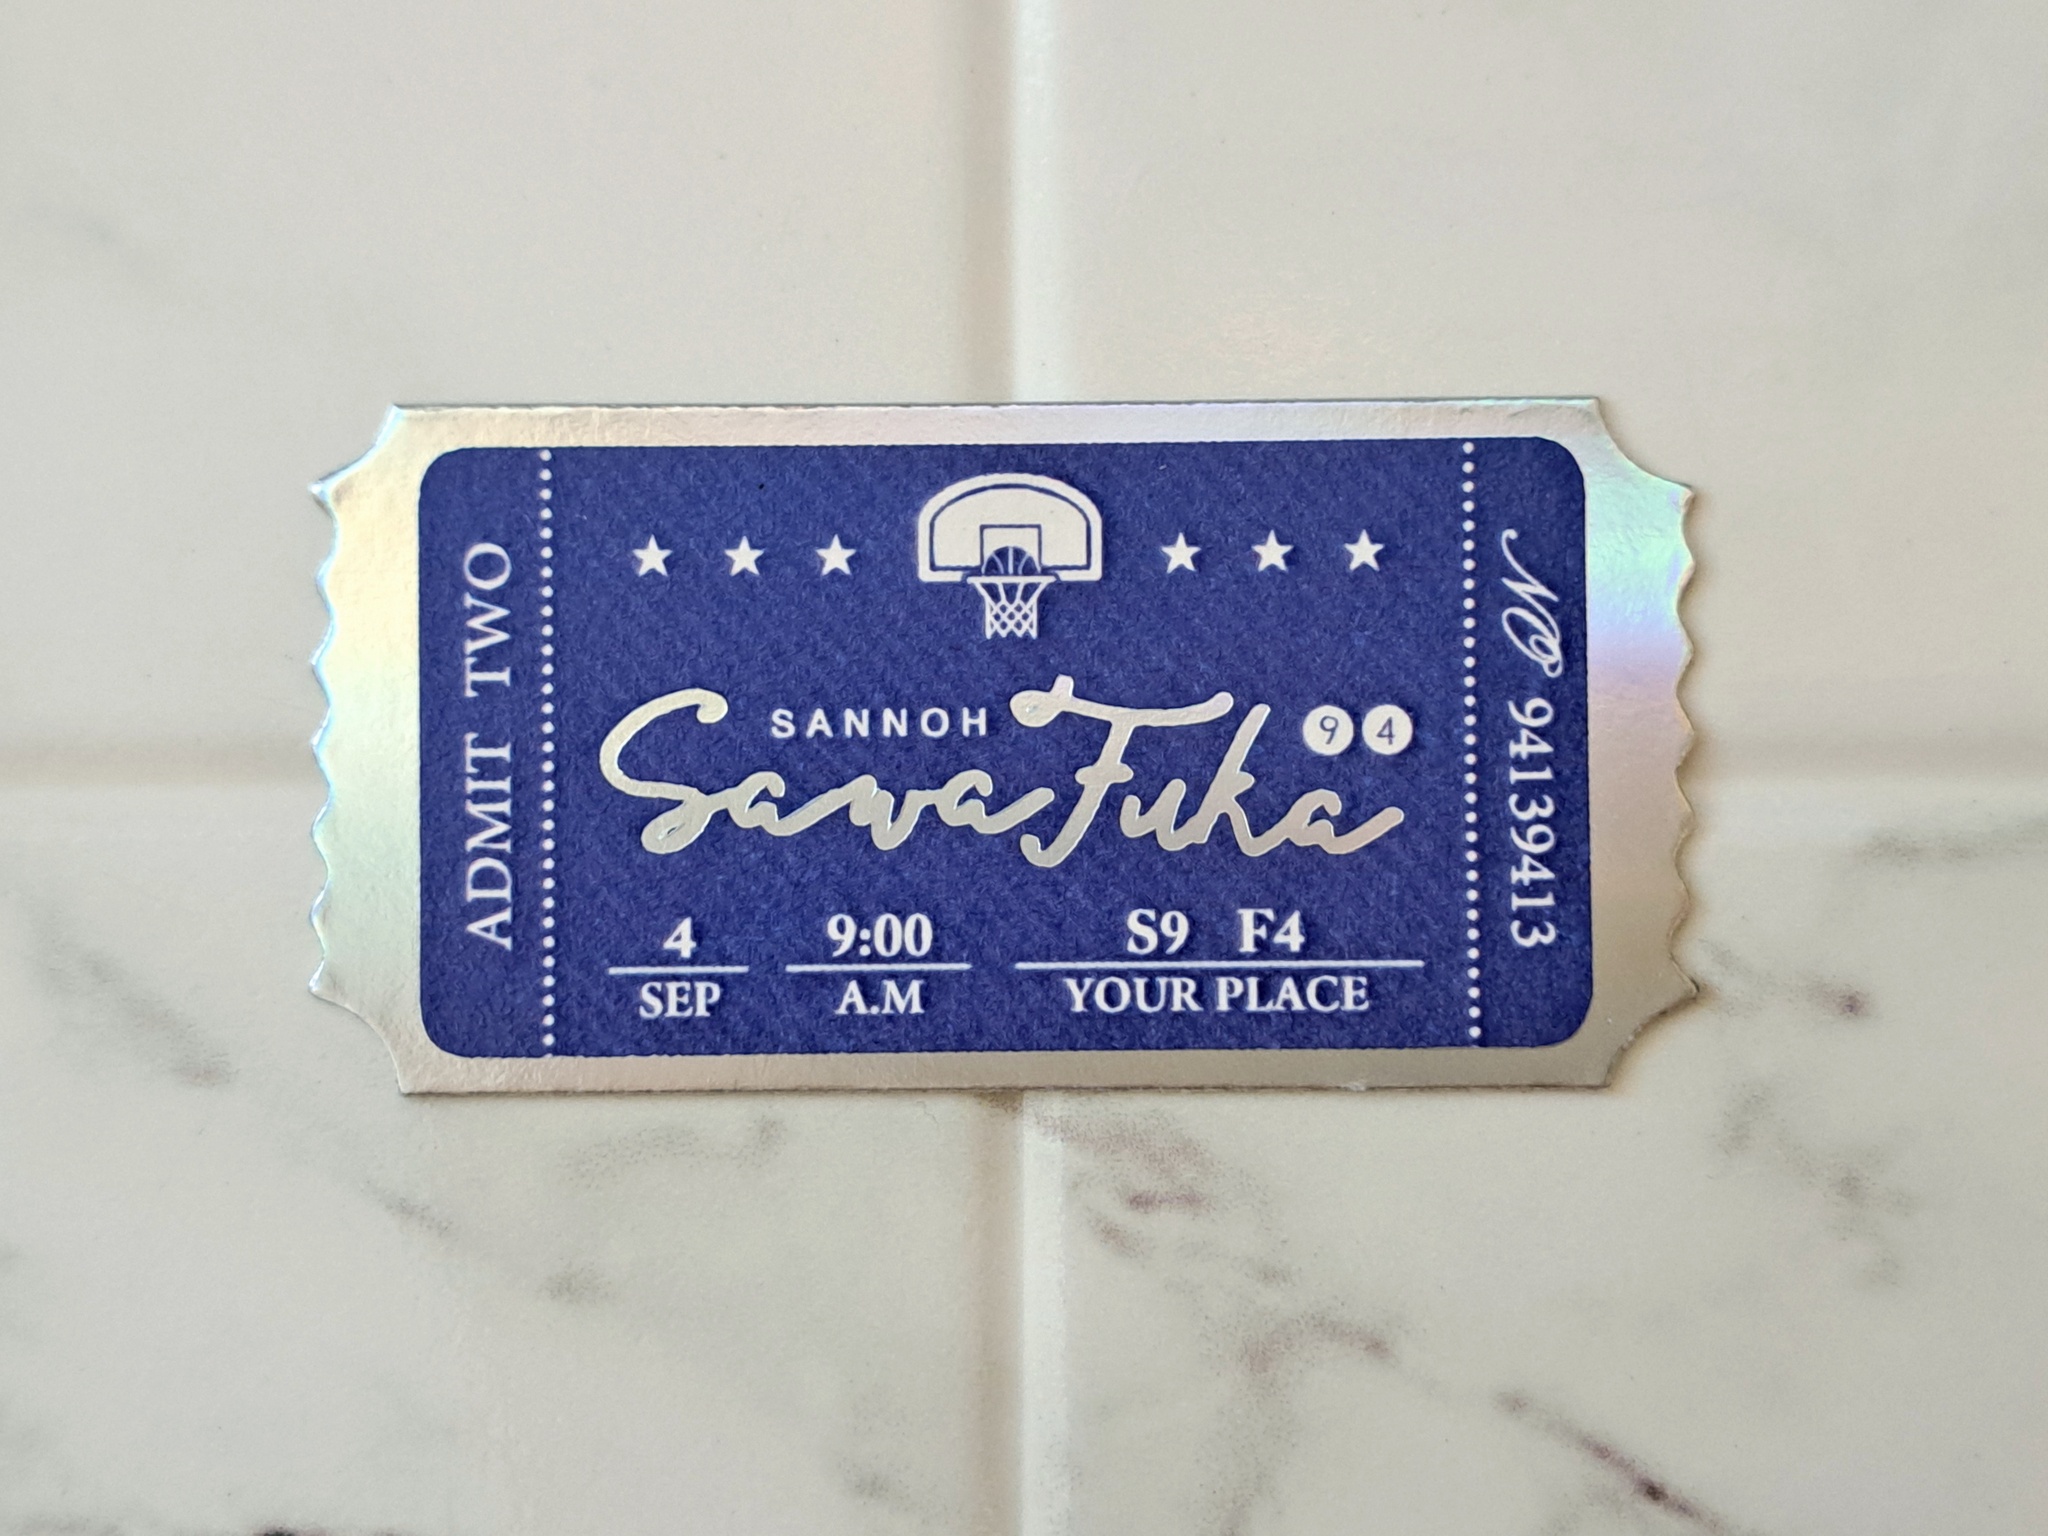 ADMIT TWO
SANNOH
SawaFuka
9 4
4
SEP
9:00
A.M
S9 F4
YOUR PLACE
No 94139413